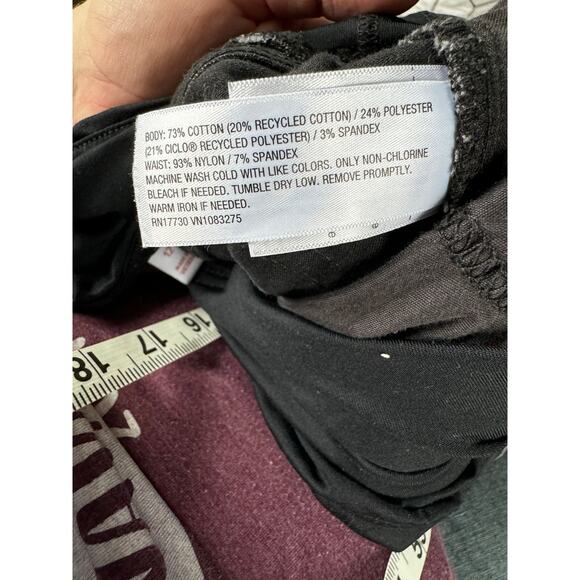 BODY: 73% COTTON (20% RECYCLED COTTON) / 24% POLYESTER
(21% CICLO® RECYCLED POLYESTER) / 3% SPANDEX
WAIST: 93% NYLON / 7% SPANDEX
MACHINE WASH COLD WITH LIKE COLORS. ONLY NON-CHLORINE
BLEACH IF NEEDED. TUMBLE DRY LOW. REMOVE PROMPTLY.
WARM IRON IF NEEDED.
RN17730 VN1083275
18 17 16